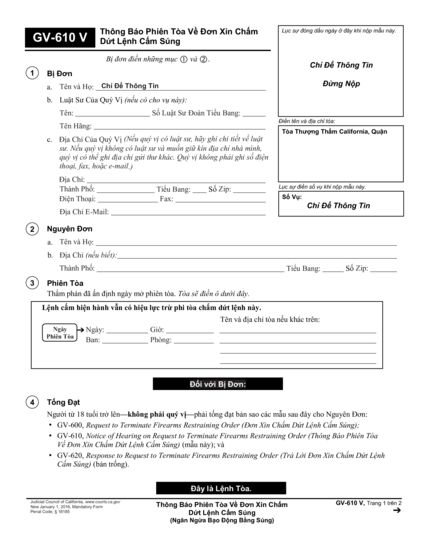 GV-610 V
Thông Báo Phiên Tòa Về Đơn Xin Chấm
Dứt Lệnh Cấm Súng
Lục sự đóng dấu ngày ở đây khi nộp mẫu này.
Chỉ Để Thông Tin
Đừng Nộp
Bị đơn điền những mục ① và ②.
1 Bị Đơn
a. Tên và Họ: Chỉ Để Thông Tin
b. Luật Sư Của Quý Vị (nếu có cho vụ này):
Tên: Số Luật Sư Đoàn Tiểu Bang:
Tên Hãng:
c. Địa Chỉ Của Quý Vị (Nếu quý vị có luật sư, hãy ghi chi tiết về luật
sư. Nếu quý vị không có luật sư và muốn giữ kín địa chỉ nhà mình,
quý vị có thể ghi địa chỉ gửi thư khác. Quý vị không phải ghi số điện
thoại, fax, hoặc e-mail.)
Địa Chỉ:
Thành Phố: Tiểu Bang: Số Zip:
Điện Thoại: Fax:
Địa Chỉ E-Mail:
Điền tên và địa chỉ tòa:
Tòa Thượng Thẩm California, Quận
Lục sự điền số vụ khi nộp mẫu này.
Số Vụ:
Chỉ Để Thông Tin
2 Nguyên Đơn
a. Tên và Họ:
b. Địa Chỉ (nếu biết):
Thành Phố: Tiểu Bang: Số Zip:
3 Phiên Tòa
Thẩm phán đã ấn định ngày mở phiên tòa. Tòa sẽ điền ô dưới đây.
Lệnh cấm hiện hành vẫn có hiệu lực trừ phi tòa chấm dứt lệnh này.
Tên và địa chỉ tòa nếu khác trên:
Ngày
Phiên Tòa
Ngày: Giờ:
Ban: Phòng:
Đối với Bị Đơn:
4 Tống Đạt
Người từ 18 tuổi trở lên—không phải quý vị—phải tống đạt bản sao các mẫu sau đây cho Nguyên Đơn:
• GV-600, Request to Terminate Firearms Restraining Order (Đơn Xin Chấm Dứt Lệnh Cấm Súng);
• GV-610, Notice of Hearing on Request to Terminate Firearms Restraining Order (Thông Báo Phiên Tòa
Về Đơn Xin Chấm Dứt Lệnh Cấm Súng) (mẫu này); và
• GV-620, Response to Request to Terminate Firearms Restraining Order (Trả Lời Đơn Xin Chấm Dứt Lệnh
Cấm Súng) (bản trống).
Đây là Lệnh Tòa.
Judicial Council of California, www.courts.ca.gov
New January 1, 2016, Mandatory Form
Penal Code, § 18185
Thông Báo Phiên Tòa Về Đơn Xin Chấm
Dứt Lệnh Cấm Súng
(Ngăn Ngừa Bạo Động Bằng Súng)
GV-610 V, Trang 1 trên 2